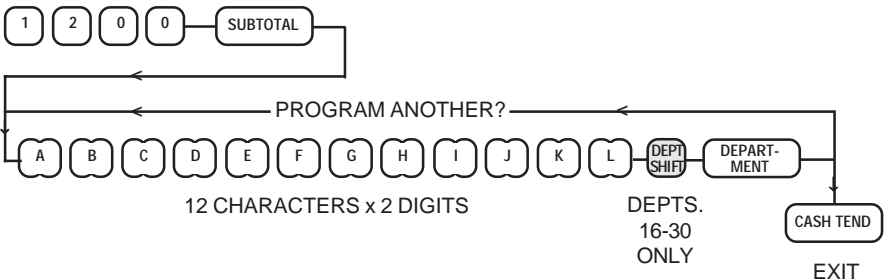 1 2 0 0 SUBTOTAL
PROGRAM ANOTHER?
A B C D E F G H I J K L DEPT SHIFT DEPART-MENT
12 CHARACTERS x 2 DIGITS
DEPTS.
16-30
ONLY
CASH TEND
EXIT